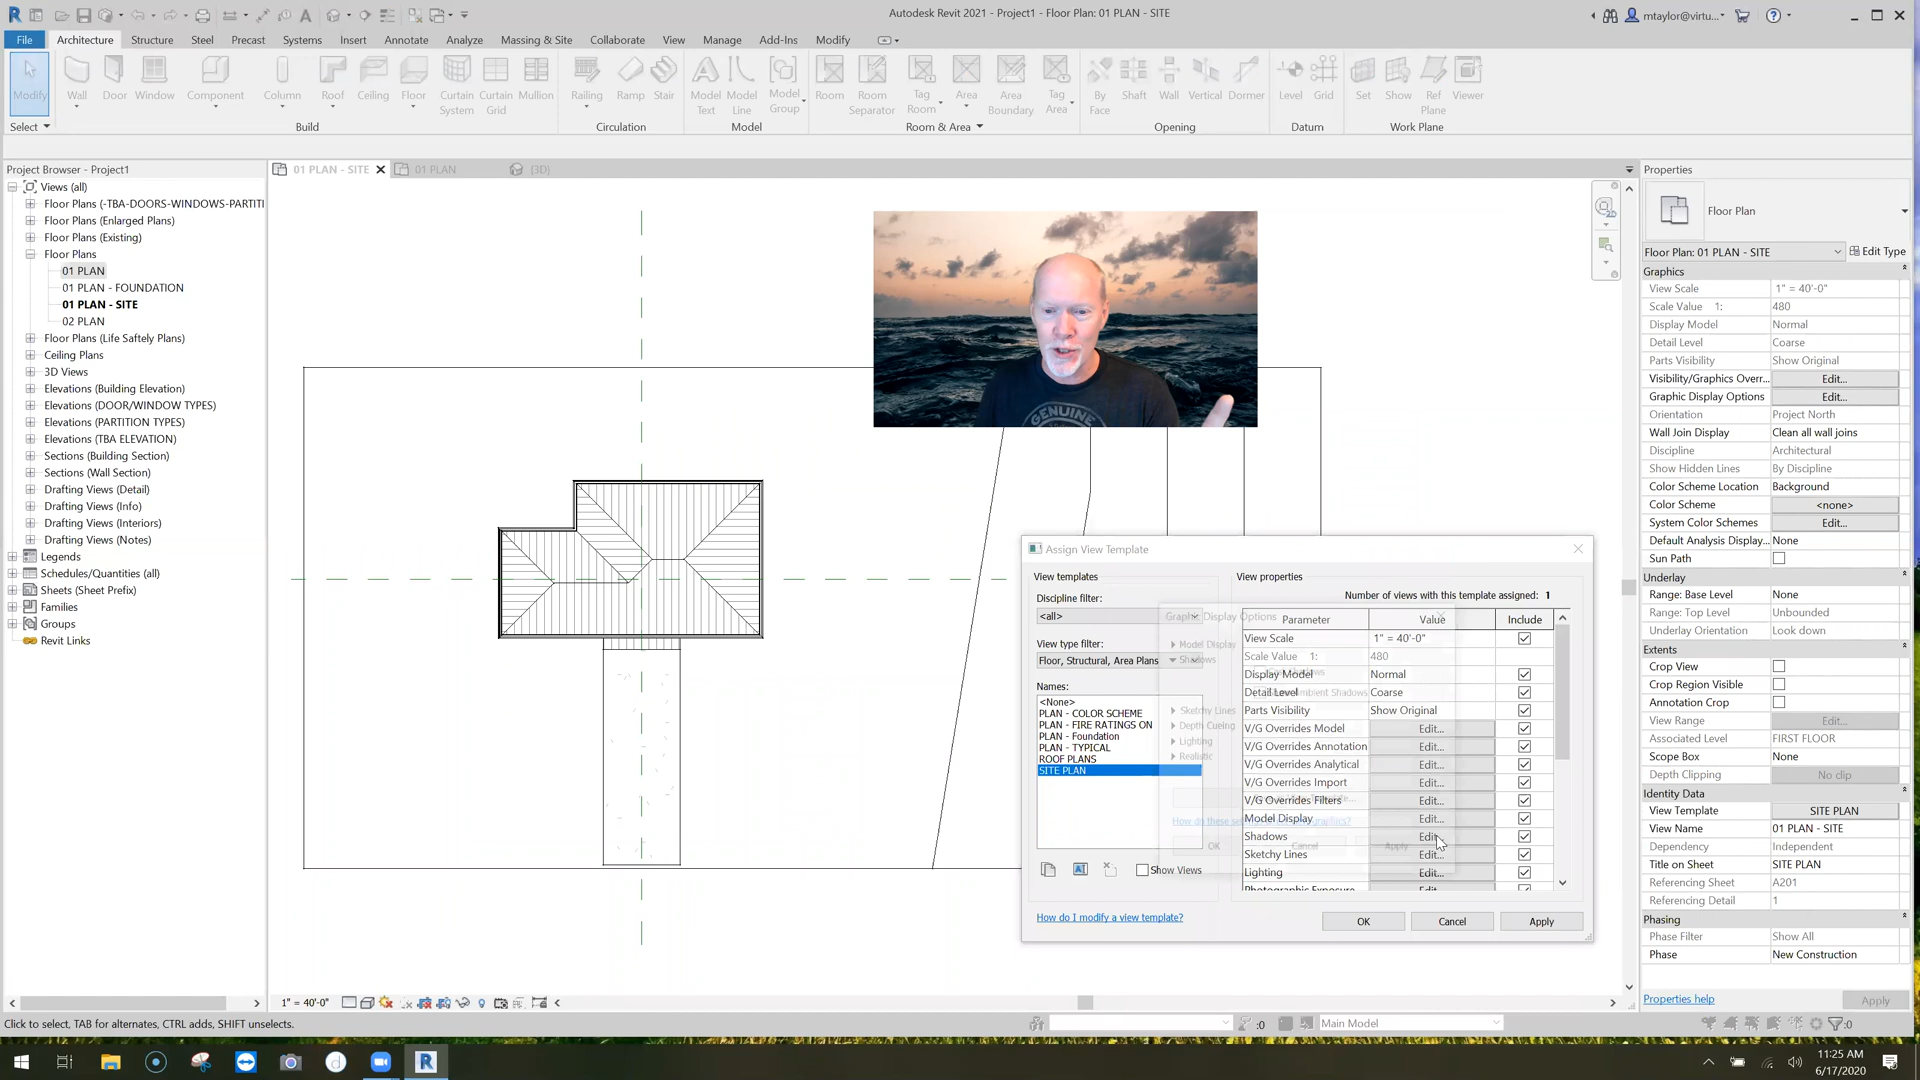 Autodesk Revit 2021 - Project1 - Floor Plan: 01 PLAN - SITE
mtaylor@virtu...
File Architecture Structure Steel Precast Systems Insert Annotate Analyze Massing & Site Collaborate View Manage Add-Ins Modify
Modify Wall Door Window Component Column Roof Ceiling Floor Curtain System Curtain Grid Mullion Railing Ramp Stair Model Text Model Line Model Group Room Room Separator Tag Room Area Area Boundary Tag Area By Face Shaft Wall Vertical Dormer Level Grid Set Show Ref Plane Viewer
Select Build Circulation Model Room & Area Opening Datum Work Plane
Project Browser - Project1
Views (all)
Floor Plans (-TBA-DOORS-WINDOWS-PARTITI
Floor Plans (Enlarged Plans)
Floor Plans (Existing)
Floor Plans
01 PLAN
01 PLAN - FOUNDATION
01 PLAN - SITE
02 PLAN
Floor Plans (Life Saftely Plans)
Ceiling Plans
3D Views
Elevations (Building Elevation)
Elevations (DOOR/WINDOW TYPES)
Elevations (PARTITION TYPES)
Elevations (TBA ELEVATION)
Sections (Building Section)
Sections (Wall Section)
Drafting Views (Detail)
Drafting Views (Info)
Drafting Views (Interiors)
Drafting Views (Notes)
Legends
Schedules/Quantities (all)
Sheets (Sheet Prefix)
Families
Groups
Revit Links
01 PLAN - SITE 01 PLAN {3D}
GENUINE
Assign View Template
View templates
Discipline filter:
<all>
View type filter:
Floor, Structural, Area Plans
Names:
<None>
PLAN - COLOR SCHEME
PLAN - FIRE RATINGS ON
PLAN - Foundation
PLAN - TYPICAL
ROOF PLANS
SITE PLAN
Show Views
How do I modify a view template?
Graphic Display Options
Model Display
Shadows
Sketchy Lines
Depth Cueing
Lighting
Realistic
OK Cancel Apply
View properties
Number of views with this template assigned: 1
Parameter Value Include
View Scale 1" = 40'-0"
Scale Value 1: 480
Display Model Normal
Detail Level Coarse
Parts Visibility Show Original
V/G Overrides Model Edit...
V/G Overrides Annotation Edit...
V/G Overrides Analytical Edit...
V/G Overrides Import Edit...
V/G Overrides Filters Edit...
Model Display Edit...
Shadows Edit...
Sketchy Lines Edit...
Lighting Edit...
Photographic Exposure Edit...
OK Cancel Apply
Properties
Floor Plan
Floor Plan: 01 PLAN - SITE Edit Type
Graphics
View Scale 1" = 40'-0"
Scale Value 1: 480
Display Model Normal
Detail Level Coarse
Parts Visibility Show Original
Visibility/Graphics Overr... Edit...
Graphic Display Options Edit...
Orientation Project North
Wall Join Display Clean all wall joins
Discipline Architectural
Show Hidden Lines By Discipline
Color Scheme Location Background
Color Scheme <none>
System Color Schemes Edit...
Default Analysis Display... None
Sun Path
Underlay
Range: Base Level None
Range: Top Level Unbounded
Underlay Orientation Look down
Extents
Crop View
Crop Region Visible
Annotation Crop
View Range Edit...
Associated Level FIRST FLOOR
Scope Box None
Depth Clipping No clip
Identity Data
View Template SITE PLAN
View Name 01 PLAN - SITE
Dependency Independent
Title on Sheet SITE PLAN
Referencing Sheet A201
Referencing Detail 1
Phasing
Phase Filter Show All
Phase New Construction
Properties help Apply
1" = 40'-0"
Click to select, TAB for alternates, CTRL adds, SHIFT unselects.
:0 Main Model :0
11:25 AM
6/17/2020